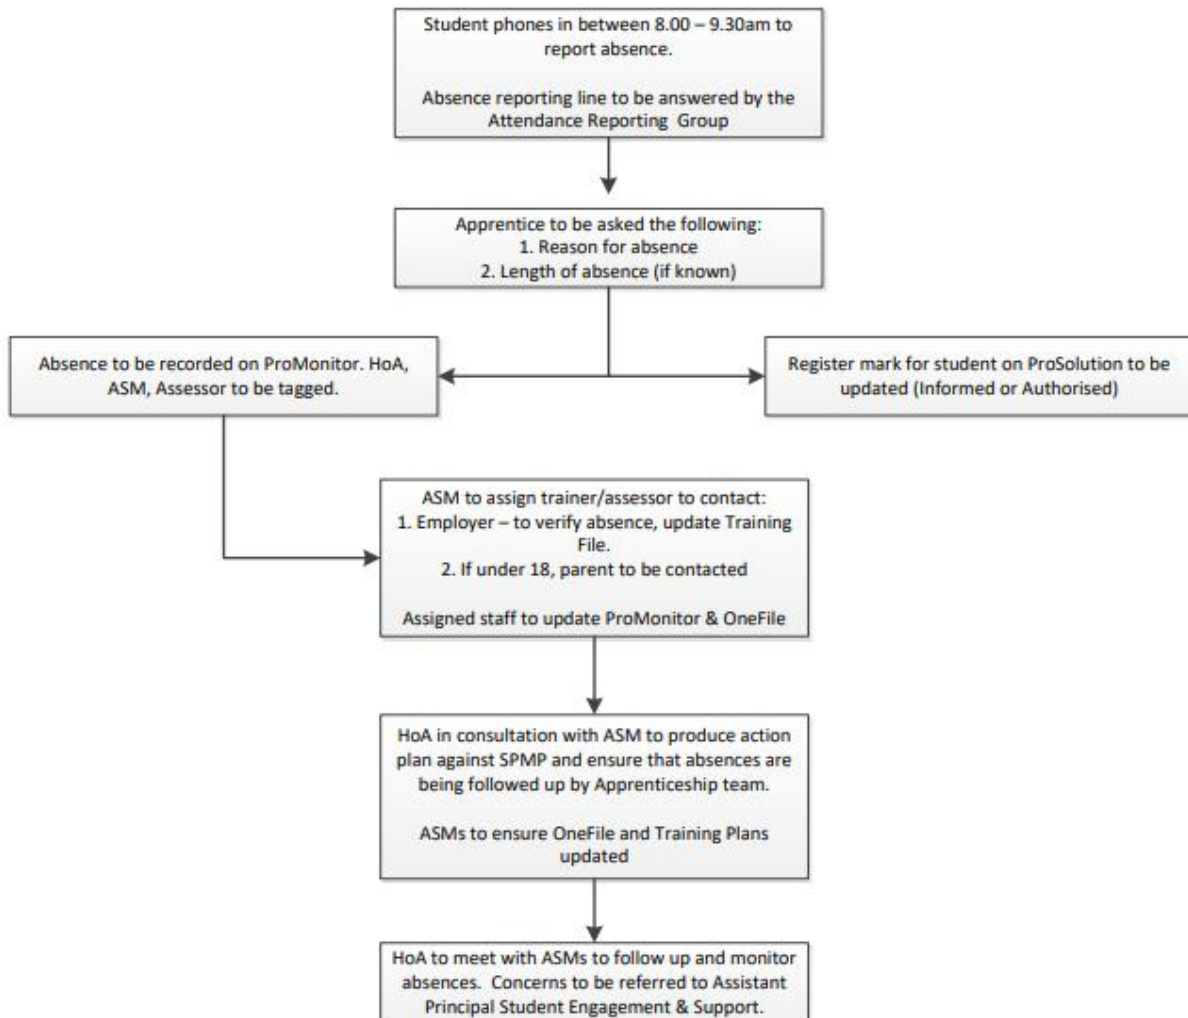 Student phones in between 8.00 – 9.30am to
report absence.
Absence reporting line to be answered by the
Attendance Reporting Group
Apprentice to be asked the following:
1. Reason for absence
2. Length of absence (if known)
Absence to be recorded on ProMonitor. HoA,
ASM, Assessor to be tagged.
Register mark for student on ProSolution to be
updated (Informed or Authorised)
ASM to assign trainer/assessor to contact:
1. Employer – to verify absence, update Training
File.
2. If under 18, parent to be contacted
Assigned staff to update ProMonitor & OneFile
HoA in consultation with ASM to produce action
plan against SPMP and ensure that absences are
being followed up by Apprenticeship team.
ASMs to ensure OneFile and Training Plans
updated
HoA to meet with ASMs to follow up and monitor
absences. Concerns to be referred to Assistant
Principal Student Engagement & Support.